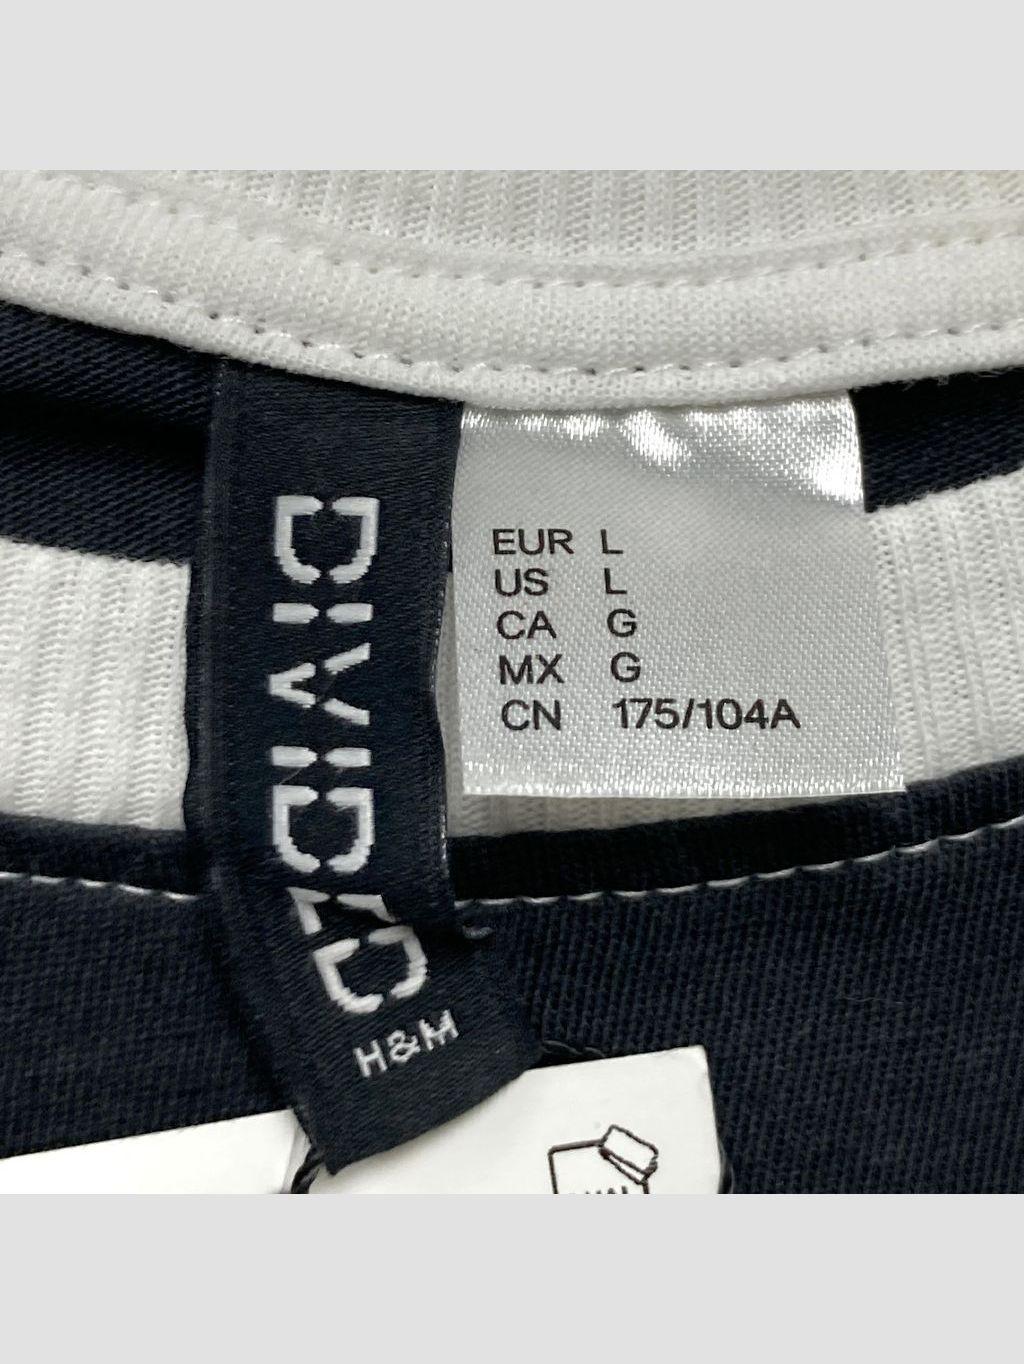 DIVIDED
H&M
EUR L
US L
CA G
MX G
CN 175/104A